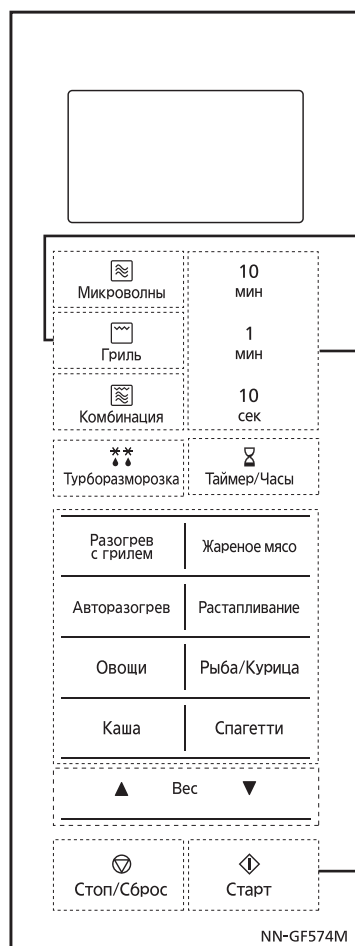 Микроволны
10
мин
Гриль
1
мин
Комбинация
10
сек
Турборазморозка
Таймер/Часы
Разогрев
с грилем
Жареное мясо
Авторазогрев
Растапливание
Овощи
Рыба/Курица
Каша
Спагетти
▲ Вес ▼
Стоп/Сброс
Старт
NN-GF574M